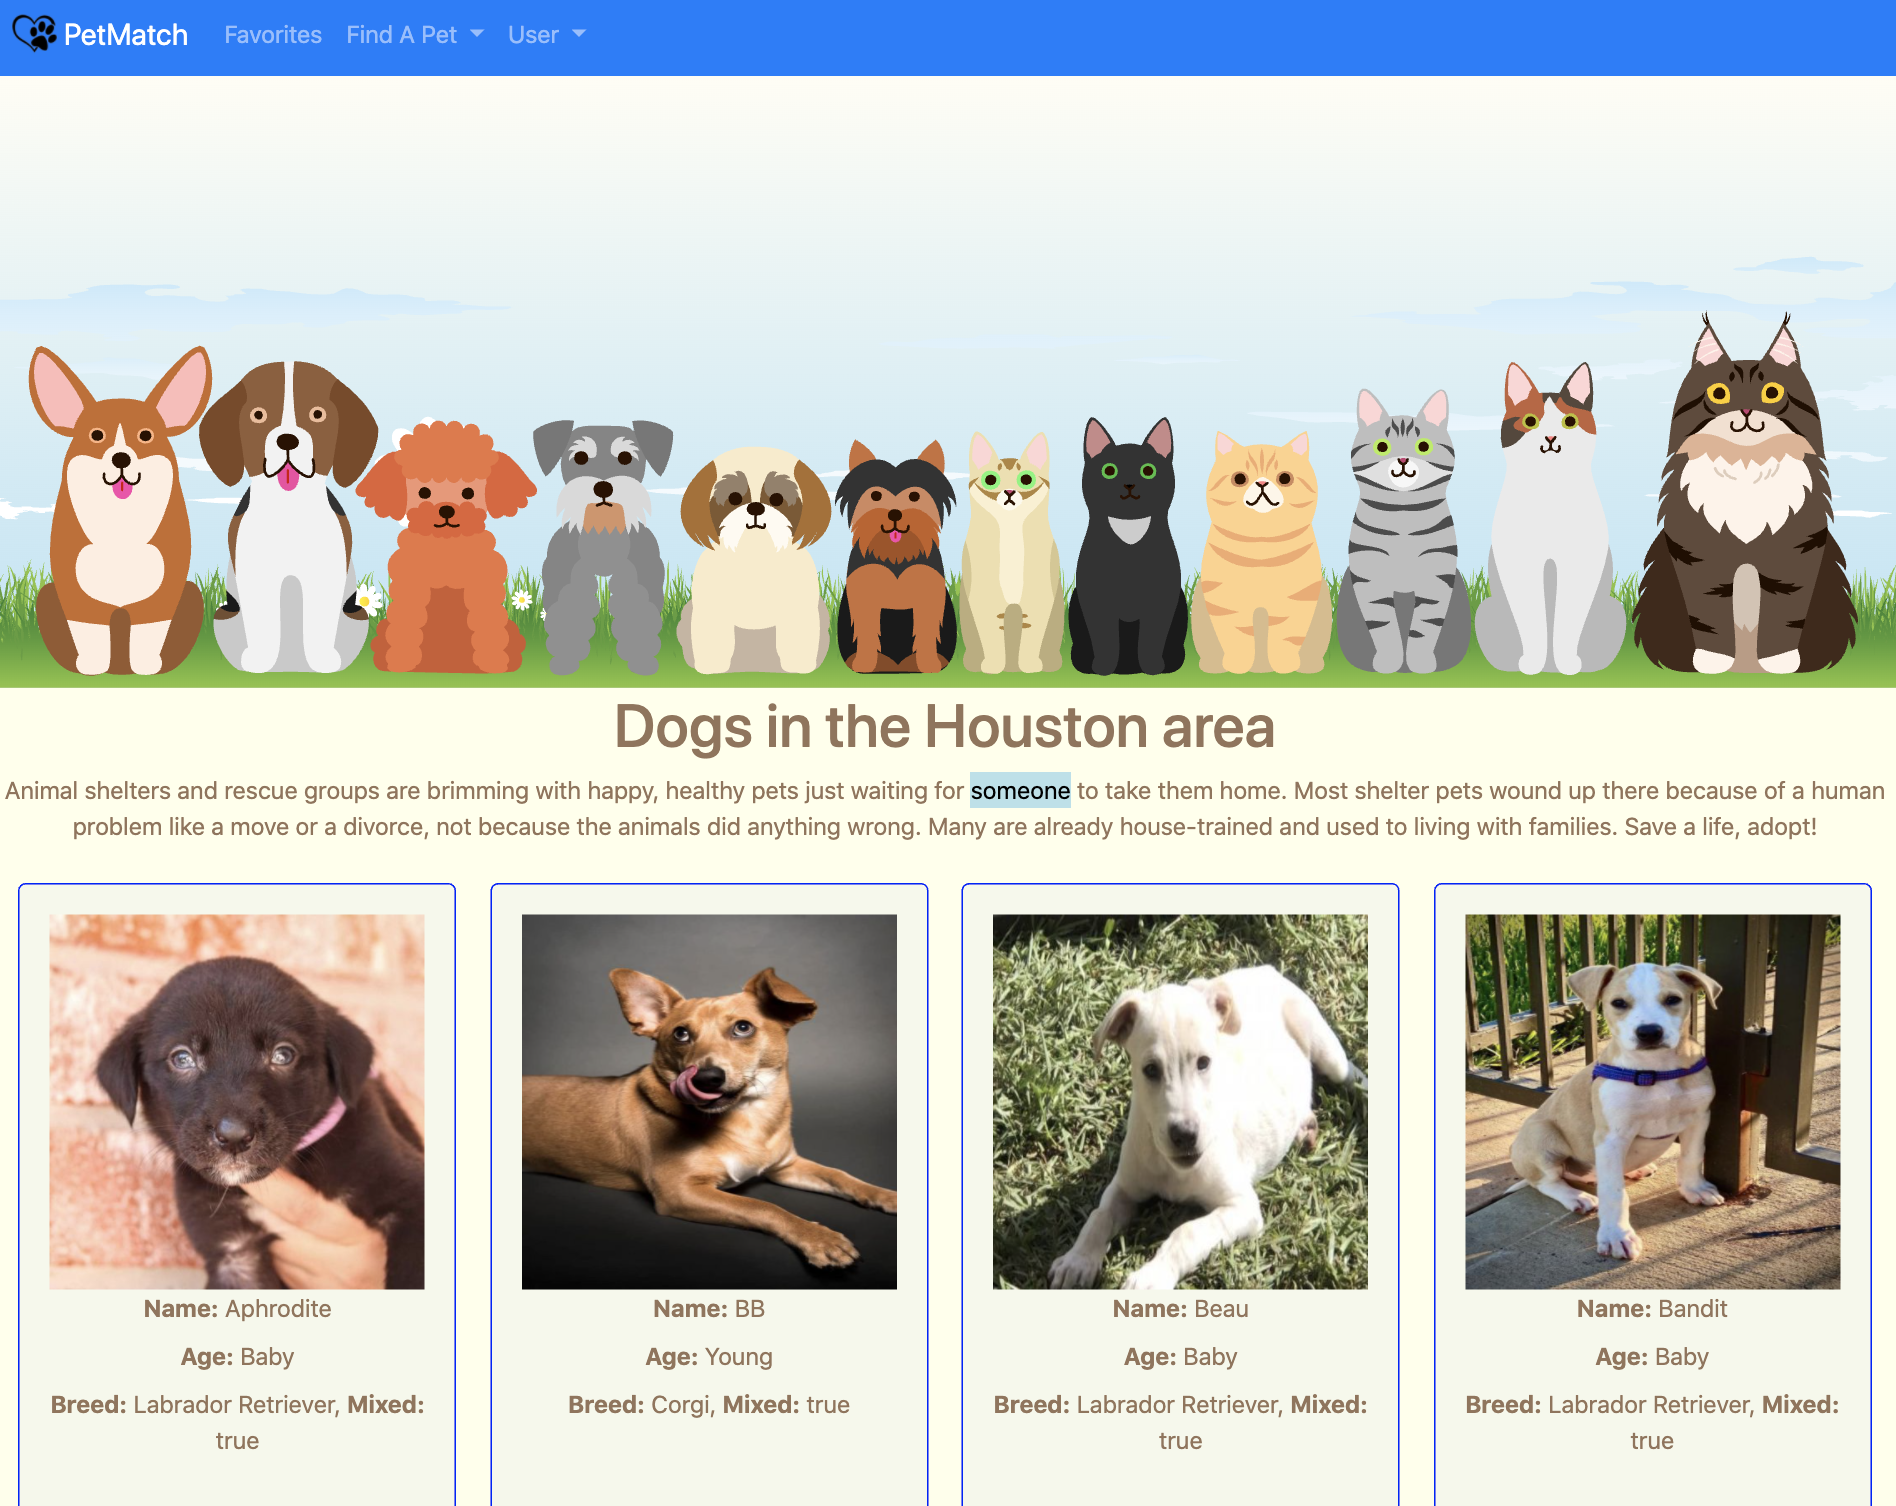 PetMatch Favorites Find A Pet User
Dogs in the Houston area
Animal shelters and rescue groups are brimming with happy, healthy pets just waiting for someone to take them home. Most shelter pets wound up there because of a human
problem like a move or a divorce, not because the animals did anything wrong. Many are already house-trained and used to living with families. Save a life, adopt!
Name: Aphrodite
Age: Baby
Breed: Labrador Retriever, Mixed:
true
Name: BB
Age: Young
Breed: Corgi, Mixed: true
Name: Beau
Age: Baby
Breed: Labrador Retriever, Mixed:
true
Name: Bandit
Age: Baby
Breed: Labrador Retriever, Mixed:
true